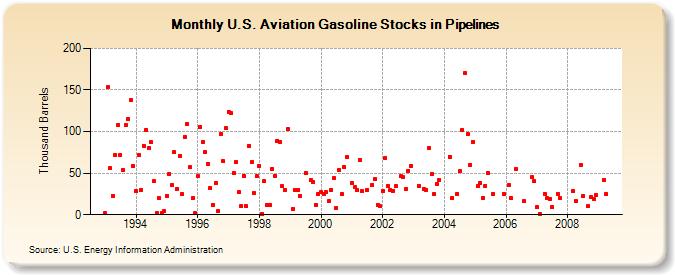 Monthly U.S. Aviation Gasoline Stocks in Pipelines
Thousand Barrels
200
150
100
50
0
1994 1996 1998 2000 2002 2004 2006 2008
Source: U.S. Energy Information Administration